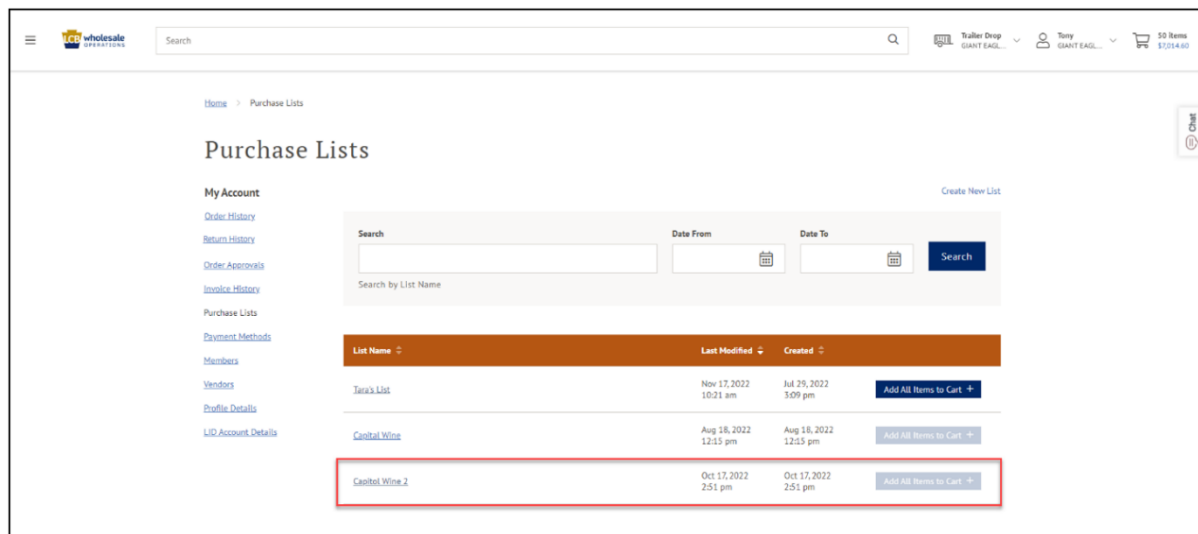 LCB wholesale
OPERATIONS
Search
Trailer Drop
GIANT EAGL...
Tony
GIANT EAGL...
50 items
$7,014.60
Home > Purchase Lists
Chat
Purchase Lists
My Account
Create New List
Order History
Return History
Order Approvals
Invoice History
Purchase Lists
Payment Methods
Members
Vendors
Profile Details
LID Account Details
Search
Date From
Date To
Search
Search by List Name
List Name
Last Modified
Created
Tara's List
Nov 17, 2022
10:21 am
Jul 29, 2022
3:09 pm
Add All Items to Cart +
Capital Wine
Aug 18, 2022
12:15 pm
Aug 18, 2022
12:15 pm
Add All Items to Cart +
Capitol Wine 2
Oct 17, 2022
2:51 pm
Oct 17, 2022
2:51 pm
Add All Items to Cart +